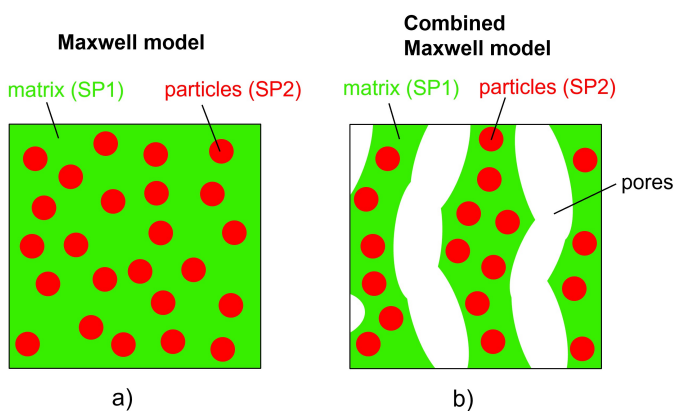 Maxwell model
matrix (SP1)
particles (SP2)
a)
Combined
Maxwell model
matrix (SP1)
particles (SP2)
pores
b)